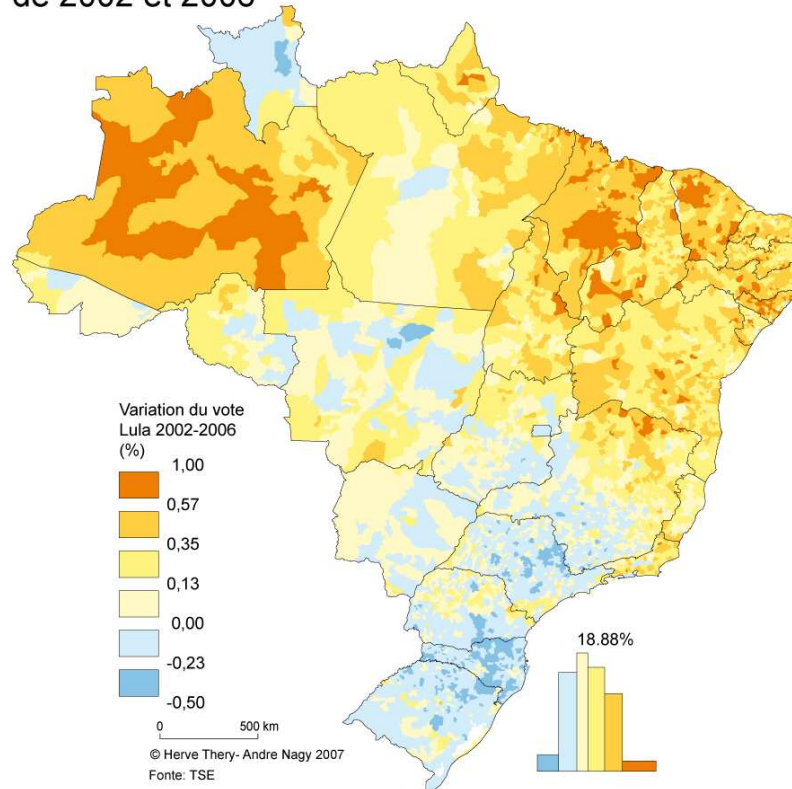 de 2002 et 2006
Variation du vote
Lula 2002-2006
(%)
1,00
0,57
0,35
0,13
0,00
-0,23
-0,50
0 500 km
18.88%
© Herve Thery- Andre Nagy 2007
Fonte: TSE